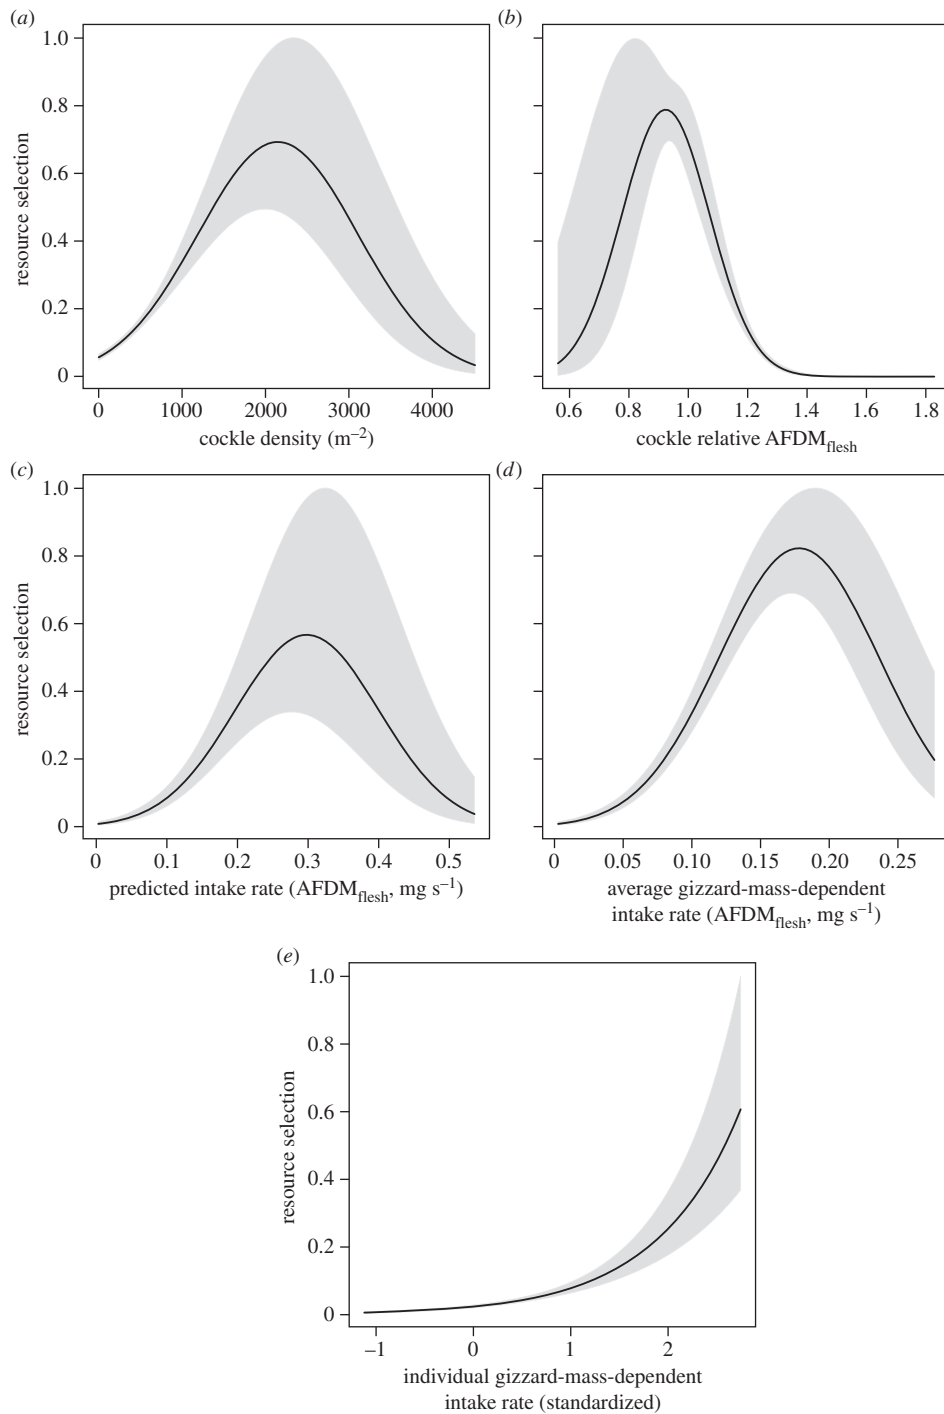 (a)
(b)
1.0
0.8
0.6
0.4
0.2
0
resource selection
0 1000 2000 3000 4000
cockle density (m⁻²)
0.6 0.8 1.0 1.2 1.4 1.6 1.8
cockle relative AFDM_flesh
(c)
(d)
1.0
0.8
0.6
0.4
0.2
0
resource selection
0 0.1 0.2 0.3 0.4 0.5
predicted intake rate (AFDM_flesh, mg s⁻¹)
0 0.05 0.10 0.15 0.20 0.25
average gizzard-mass-dependent
intake rate (AFDM_flesh, mg s⁻¹)
(e)
1.0
0.8
0.6
0.4
0.2
0
resource selection
–1 0 1 2
individual gizzard-mass-dependent
intake rate (standardized)